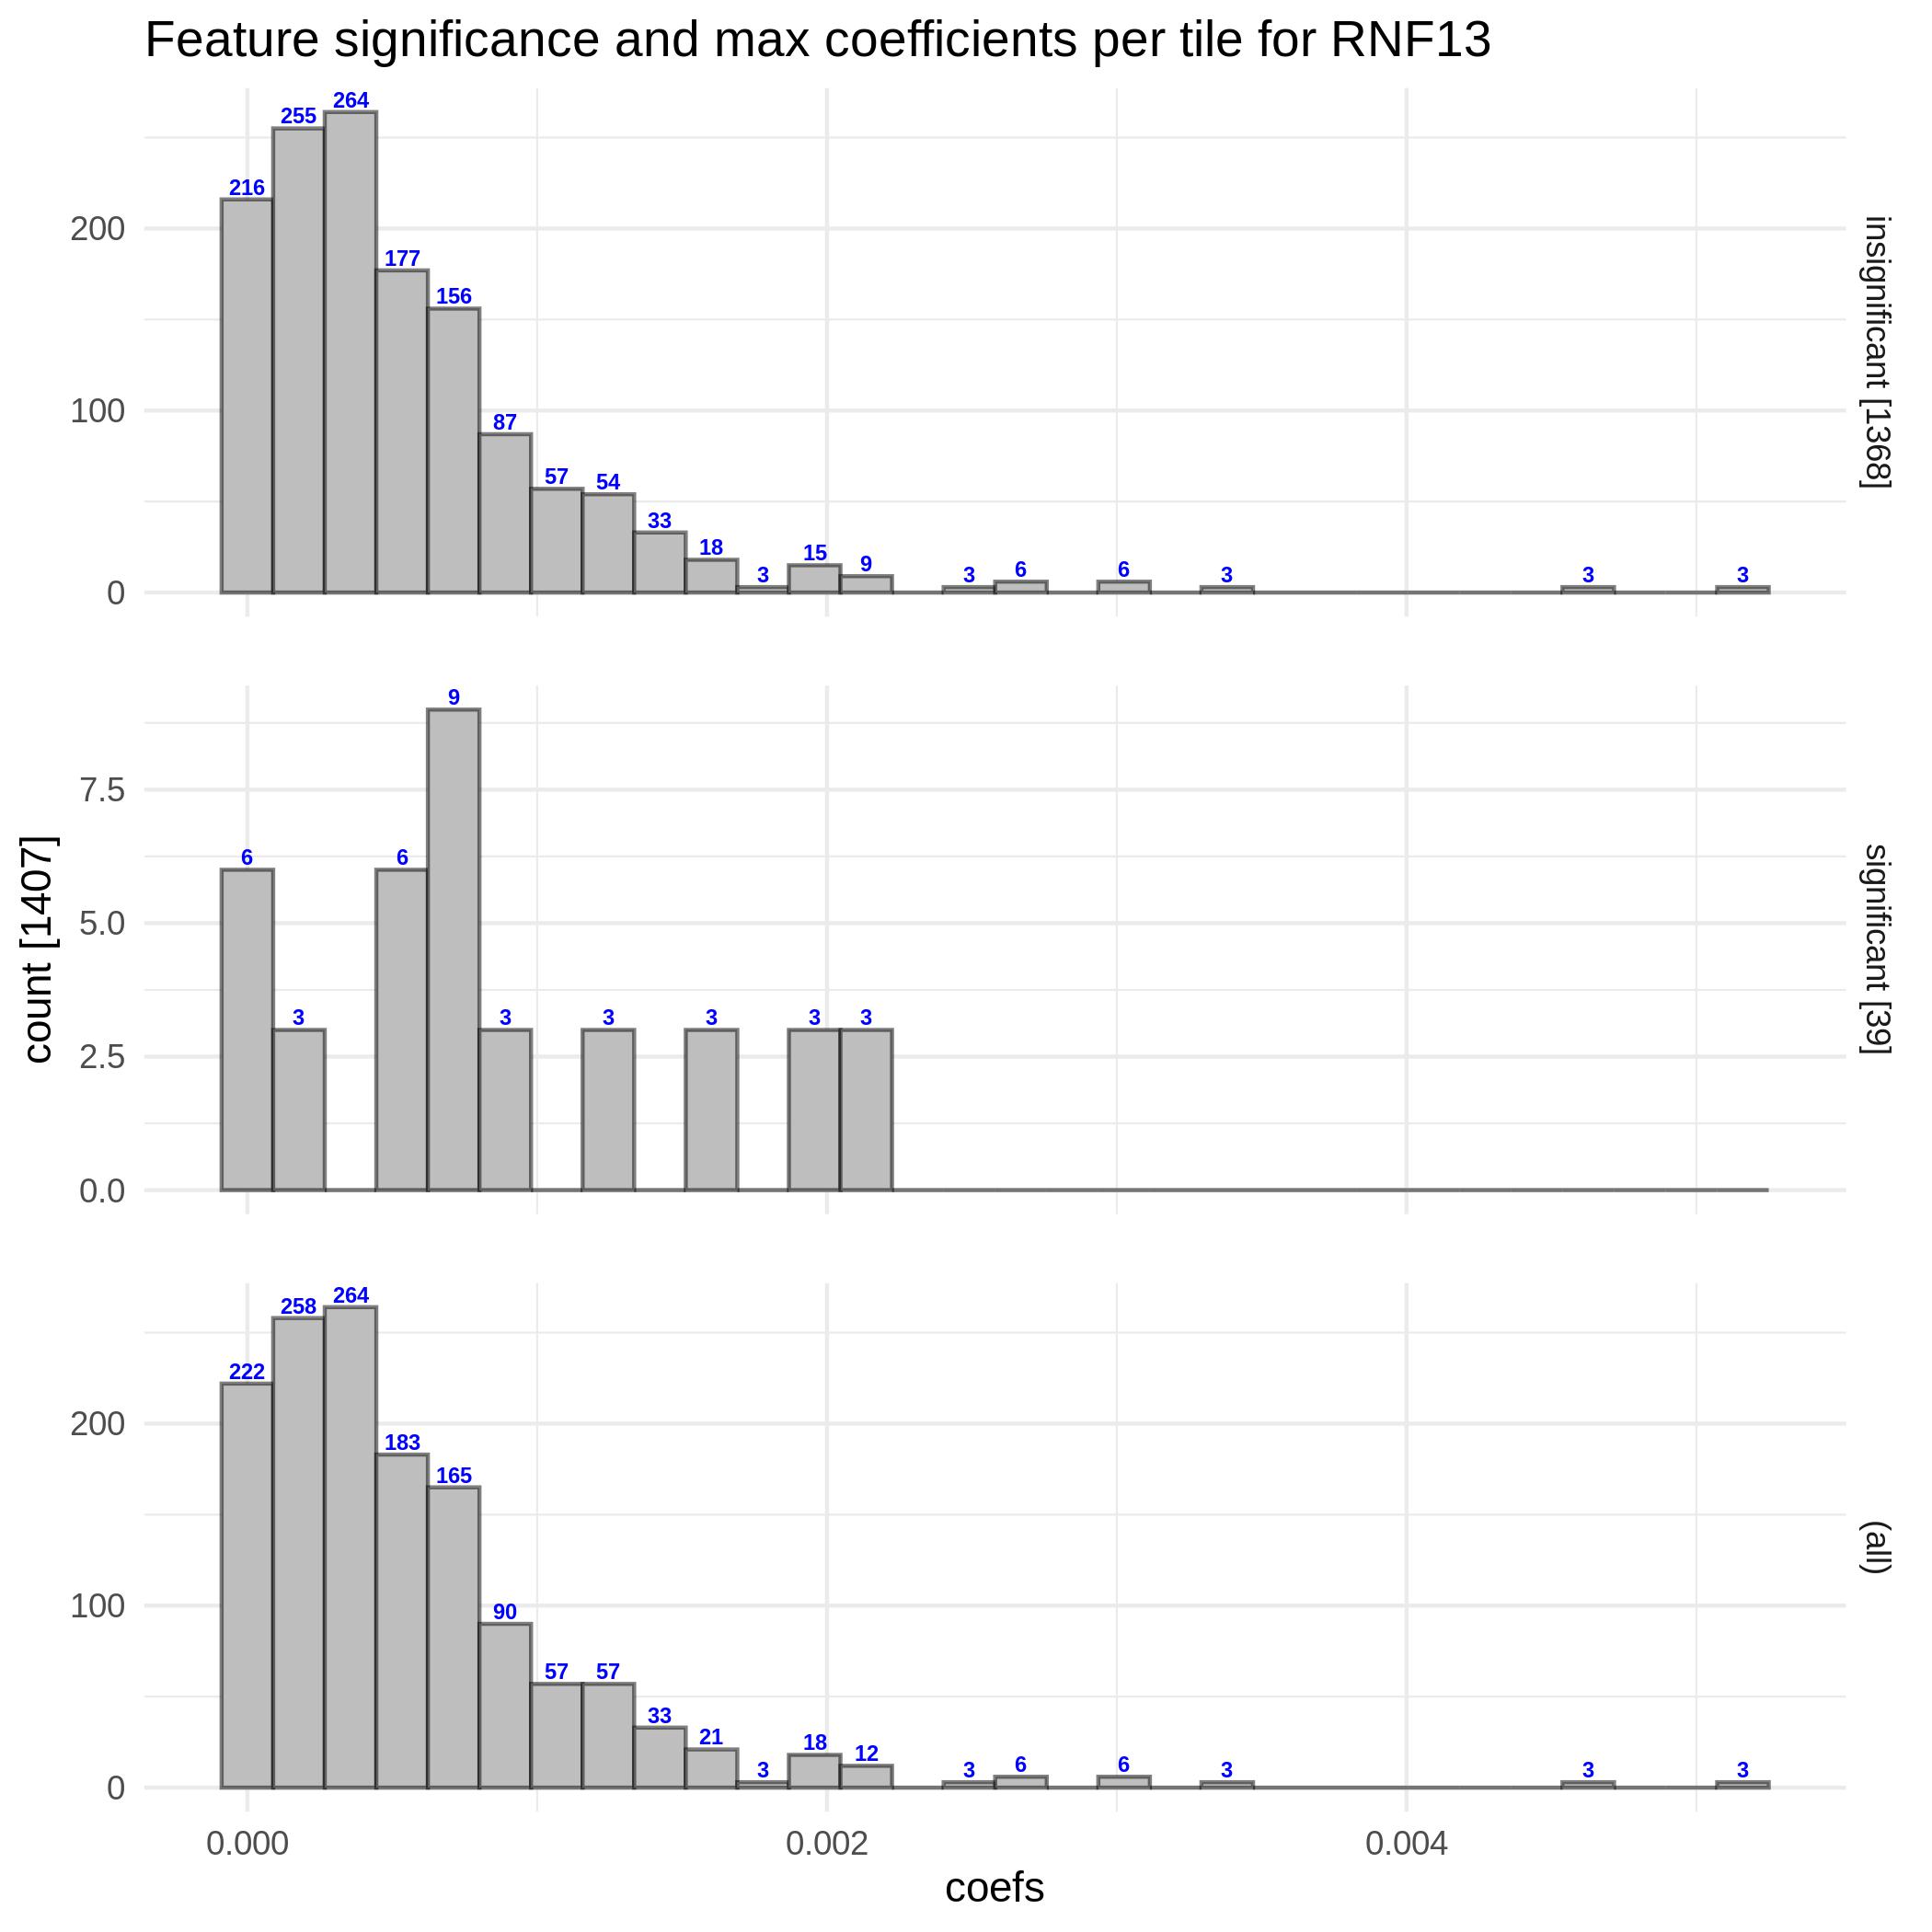 Feature significance and max coefficients per tile for RNF13
216 255 264 177 156 87 57 54 33 18 3 15 9 3 6 6 3 3 3
200
100
0
insignificant [1368]
6 3 6 9 3 3 3 3 3
7.5
5.0
2.5
0.0
significant [39]
count [1407]
222 258 264 183 165 90 57 57 33 21 3 18 12 3 6 6 3 3 3
200
100
0
(all)
0.000 0.002 0.004
coefs